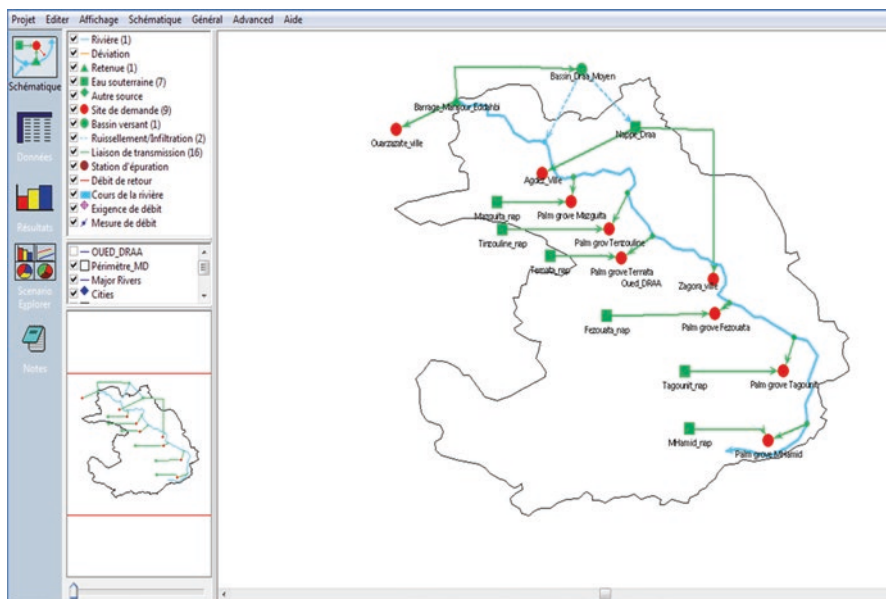 Projet Editer Affichage Schématique Général Advanced Aide
Schématique
Données
Résultats
Scenario Explorer
Notes
Rivière (1)
Déviation
Retenue (1)
Eau souterraine (7)
Autre source
Site de demande (9)
Bassin versant (1)
Ruissellement/Infiltration (2)
Liaison de transmission (16)
Station d'épuration
Débit de retour
Cours de la rivière
Exigence de débit
Mesure de débit
OUED_DRAA
Périmètre_MD
Major Rivers
Cities
Bassin_Draa_Moyen
Barrage_Mansour_Eddahbi
Ouarzazate_ville
Nappe_Draa
Agdez_Ville
Mazguita_nap
Palm grove Mazguita
Tinzouline_nap
Palm grov Tenzouline
Ternata_nap
Palm grove Ternata
Oued_DRAA
Zagora_ville
Fezouata_nap
Palm grove Fezouata
Tagounit_nap
Palm grove Tagounit
MHamid_nap
Palm grove MHamid